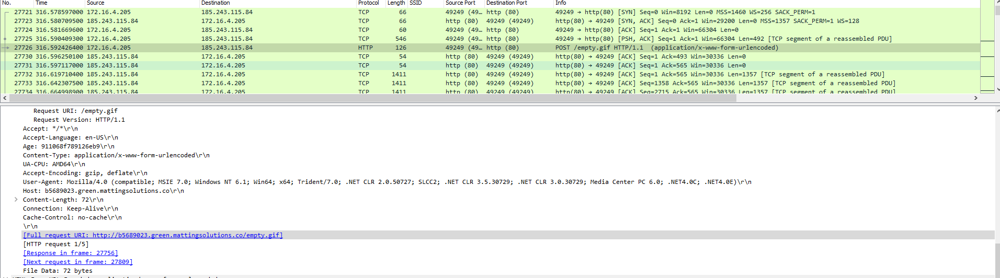 No. Time Source Destination Protocol Length SSID Source Port Destination Port Info
27721 316.578597000 172.16.4.205 185.243.115.84 TCP 66 49249 (49… http (80) 49249 → http(80) [SYN] Seq=0 Win=8192 Len=0 MSS=1460 WS=256 SACK_PERM=1
27723 316.580709500 185.243.115.84 172.16.4.205 TCP 66 http (80) 49249 (49249) http(80) → 49249 [SYN, ACK] Seq=0 Ack=1 Win=29200 Len=0 MSS=1357 SACK_PERM=1 WS=128
27724 316.581669600 172.16.4.205 185.243.115.84 TCP 60 49249 (49… http (80) 49249 → http(80) [ACK] Seq=1 Ack=1 Win=66304 Len=0
27725 316.590409300 172.16.4.205 185.243.115.84 TCP 546 49249 (49… http (80) 49249 → http(80) [PSH, ACK] Seq=1 Ack=1 Win=66304 Len=492 [TCP segment of a reassembled PDU]
27726 316.592426400 172.16.4.205 185.243.115.84 HTTP 126 49249 (49… http (80) POST /empty.gif HTTP/1.1 (application/x-www-form-urlencoded)
27730 316.596250100 185.243.115.84 172.16.4.205 TCP 54 http (80) 49249 (49249) http(80) → 49249 [ACK] Seq=1 Ack=493 Win=30336 Len=0
27731 316.597117000 185.243.115.84 172.16.4.205 TCP 54 http (80) 49249 (49249) http(80) → 49249 [ACK] Seq=1 Ack=565 Win=30336 Len=0
27732 316.619710400 185.243.115.84 172.16.4.205 TCP 1411 http (80) 49249 (49249) http(80) → 49249 [ACK] Seq=1 Ack=565 Win=30336 Len=1357 [TCP segment of a reassembled PDU]
27733 316.642307500 185.243.115.84 172.16.4.205 TCP 1411 http (80) 49249 (49249) http(80) → 49249 [ACK] Seq=1358 Ack=565 Win=30336 Len=1357 [TCP segment of a reassembled PDU]
27734 316.664998900 185.243.115.84 172.16.4.205 TCP 1411 http (80) 49249 (49249) http(80) → 49249 [ACK] Seq=2715 Ack=565 Win=30336 Len=1357 [TCP segment of a reassembled PDU]
Request URI: /empty.gif
Request Version: HTTP/1.1
Accept: */*\r\n
Accept-Language: en-US\r\n
Age: 911068f789126eb9\r\n
Content-Type: application/x-www-form-urlencoded\r\n
UA-CPU: AMD64\r\n
Accept-Encoding: gzip, deflate\r\n
User-Agent: Mozilla/4.0 (compatible; MSIE 7.0; Windows NT 6.1; Win64; x64; Trident/7.0; .NET CLR 2.0.50727; SLCC2; .NET CLR 3.5.30729; .NET CLR 3.0.30729; Media Center PC 6.0; .NET4.0C; .NET4.0E)\r\n
Host: b5689023.green.mattingsolutions.co\r\n
Content-Length: 72\r\n
Connection: Keep-Alive\r\n
Cache-Control: no-cache\r\n
\r\n
[Full request URI: http://b5689023.green.mattingsolutions.co/empty.gif]
[HTTP request 1/5]
[Response in frame: 27756]
[Next request in frame: 27809]
File Data: 72 bytes